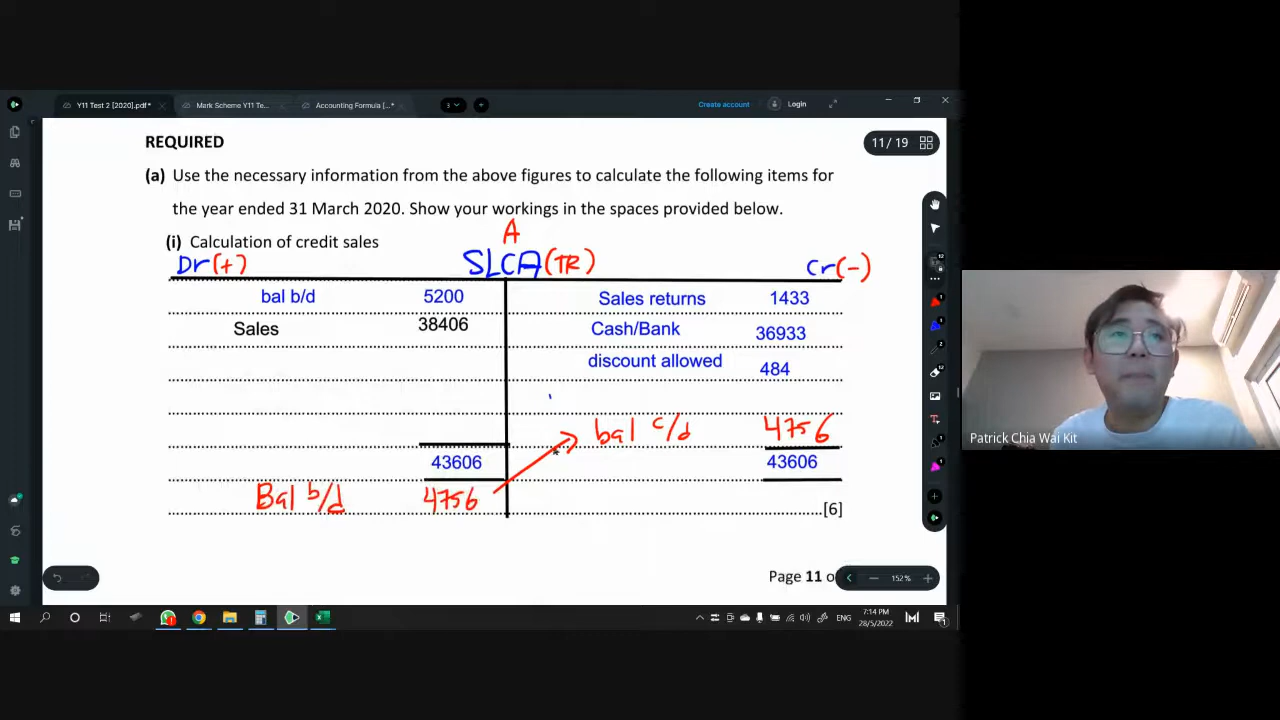 Y11 Test 2 [2020].pdf*
Mark Scheme Y11 Te...
Accounting Formula [...*
3
Create account
Login
REQUIRED
11 / 19
(a) Use the necessary information from the above figures to calculate the following items for
the year ended 31 March 2020. Show your workings in the spaces provided below.
(i) Calculation of credit sales
A
Dr (+) SLCA (TR) Cr (-)
bal b/d 5200 Sales returns 1433
Sales 38406 Cash/Bank 36933
discount allowed 484
bal c/d 4756
43606 43606
Bal b/d 4756
[6]
Page 11 o
152%
Patrick Chia Wai Kit
ENG
7:14 PM
28/5/2022